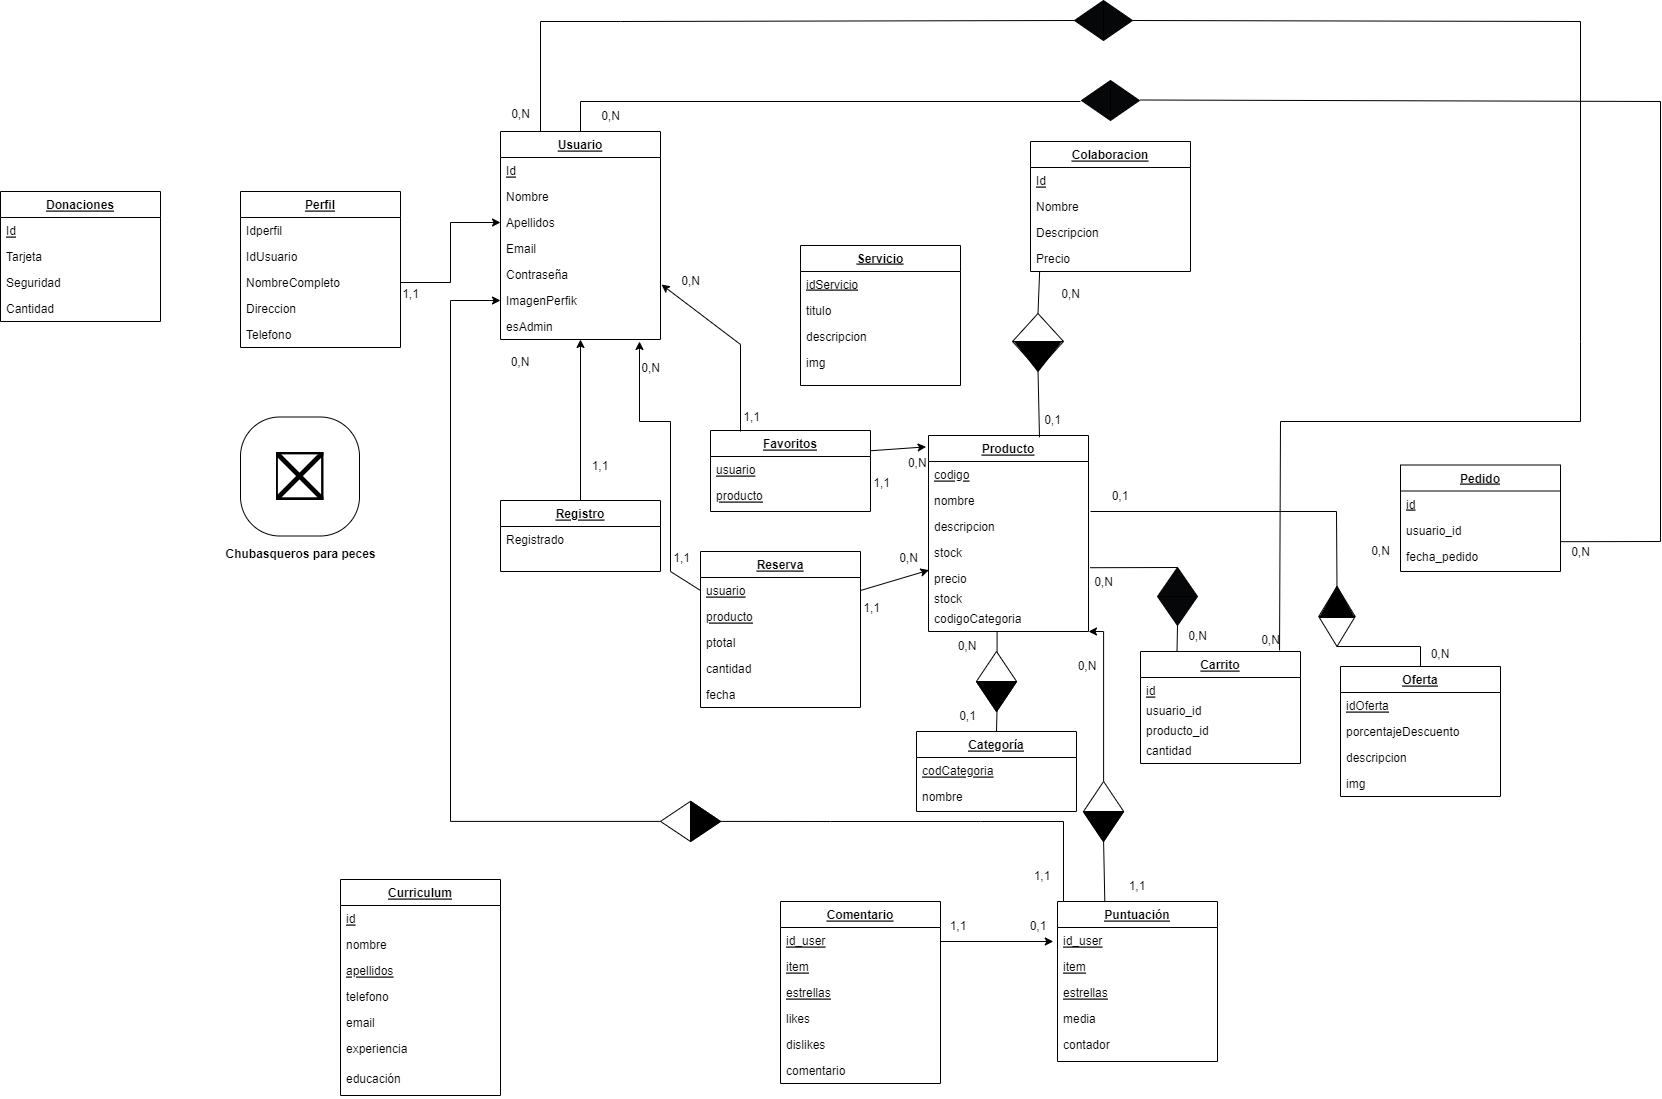 0,N
0,N
Usuario
Id
Nombre
Apellidos
Email
Contraseña
ImagenPerfik
esAdmin
Colaboracion
Id
Nombre
Descripcion
Precio
Donaciones
Id
Tarjeta
Seguridad
Cantidad
Perfil
Idperfil
IdUsuario
NombreCompleto
Direccion
Telefono
1,1
Servicio
idServicio
titulo
descripcion
img
0,N
0,N
0,N
0,N
1,1
0,1
Favoritos
usuario
producto
0,N
1,1
Producto
codigo
nombre
descripcion
stock
precio
stock
codigoCategoria
1,1
Registro
Registrado
Chubasqueros para peces
0,1
Pedido
id
usuario_id
fecha_pedido
0,N
0,N
1,1
Reserva
usuario
producto
ptotal
cantidad
fecha
0,N
1,1
0,N
0,N
0,N
0,N
0,N
0,N
0,N
Carrito
id
usuario_id
producto_id
cantidad
Oferta
idOferta
porcentajeDescuento
descripcion
img
0,1
Categoría
codCategoria
nombre
1,1
1,1
Curriculum
id
nombre
apellidos
telefono
email
experiencia
educación
Comentario
id_user
item
estrellas
likes
dislikes
comentario
1,1
0,1
Puntuación
id_user
item
estrellas
media
contador